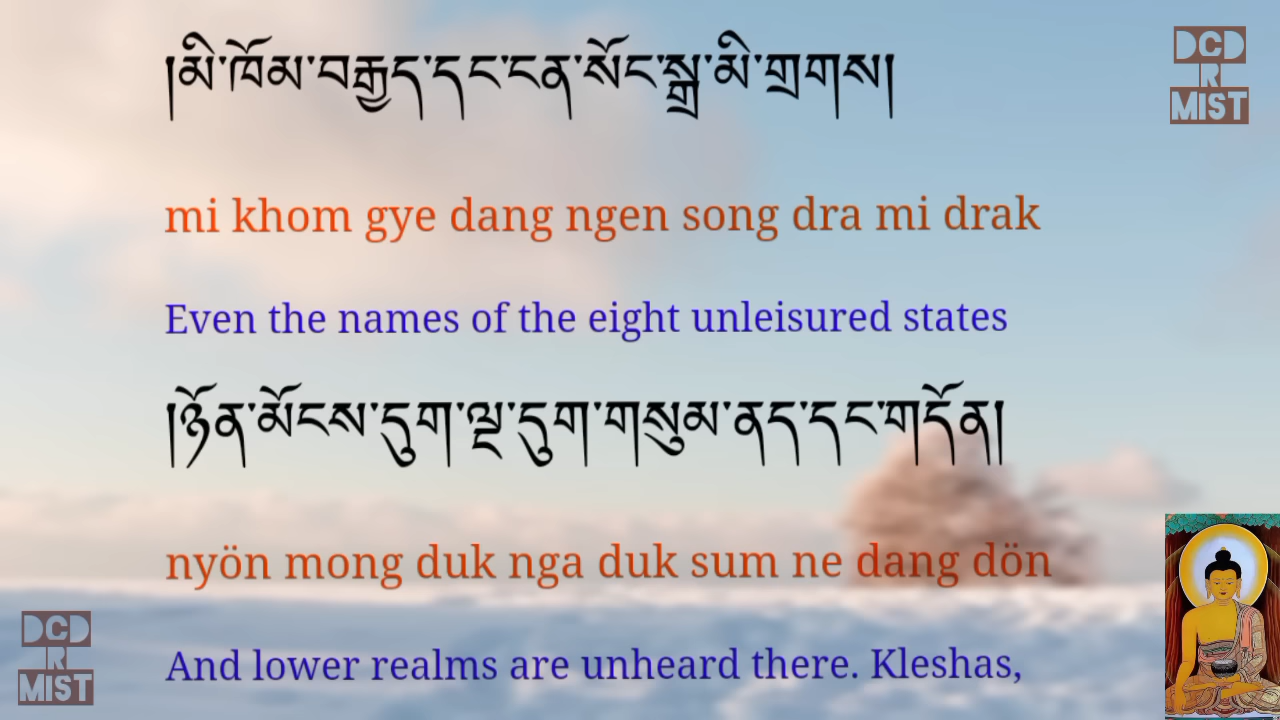 །མི་ཁོམ་བརྒྱད་དང་ངན་སོང་སྒྲ་མི་གྲགས།
DCD
R
MIST
mi khom gye dang ngen song dra mi drak
Even the names of the eight unleisured states
།ཉོན་མོངས་དུག་ལྔ་དུག་གསུམ་ནད་དང་གདོན།
nyön mong duk nga duk sum ne dang dön
And lower realms are unheard there. Kleshas,
DCD
R
MIST